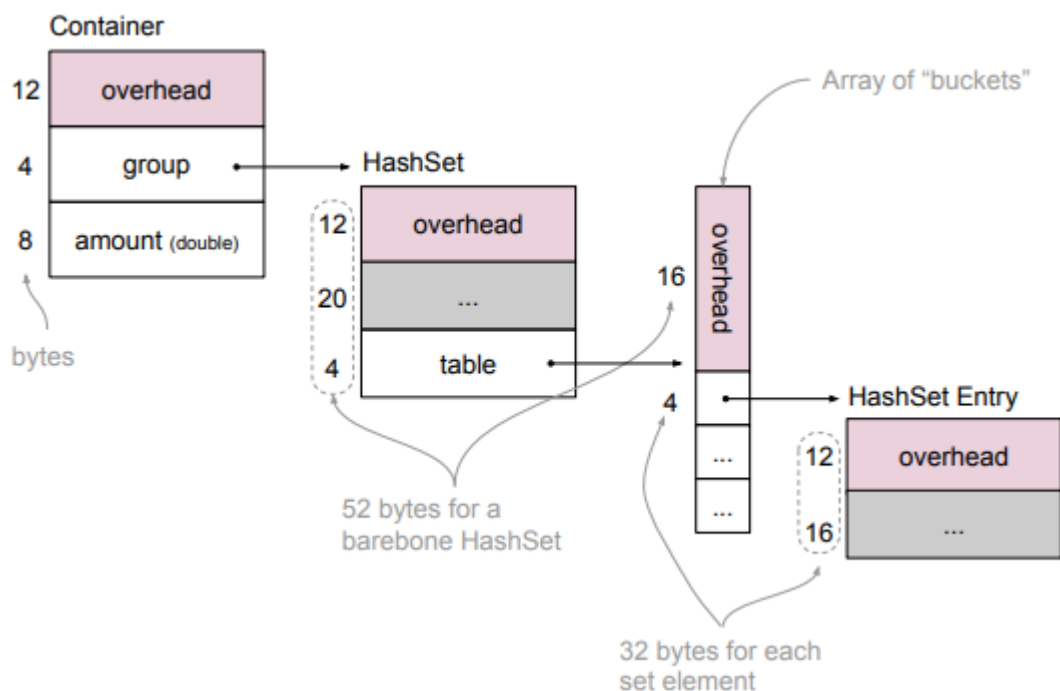 Container
12
overhead
4
group
8
amount (double)
bytes
HashSet
12
overhead
20
...
4
table
52 bytes for a
barebone HashSet
Array of “buckets”
16
overhead
4
...
...
HashSet Entry
12
overhead
16
...
32 bytes for each
set element